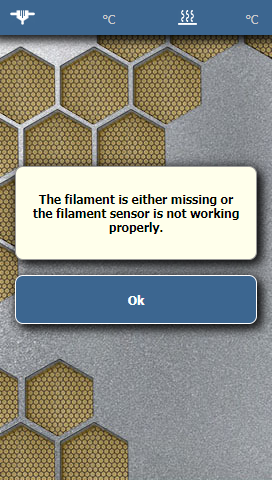 °C °C
The filament is either missing or
the filament sensor is not working
properly.
Ok